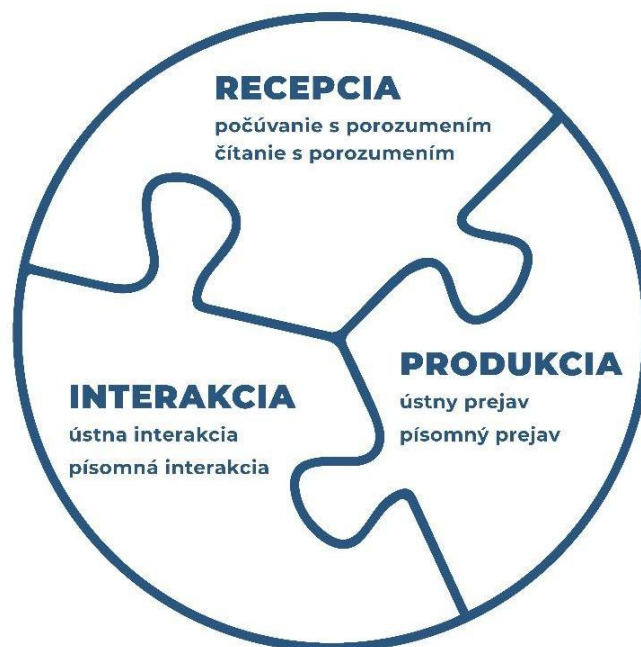 RECEPCIA
počúvanie s porozumením
čítanie s porozumením
INTERAKCIA
ústna interakcia
písomná interakcia
PRODUKCIA
ústny prejav
písomný prejav